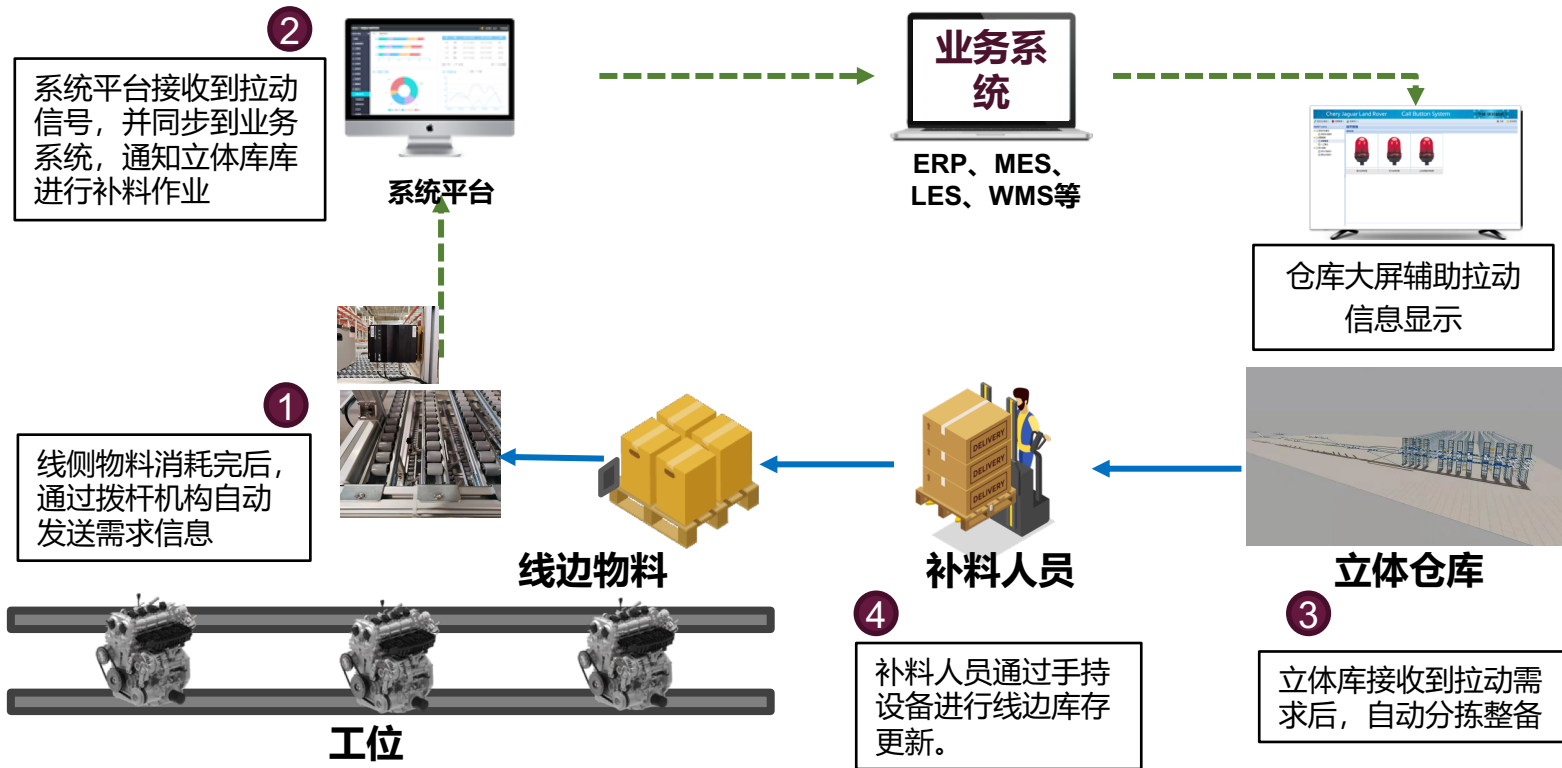 2
系统平台接收到拉动
信号，并同步到业务
系统，通知立体库库
进行补料作业
系统平台
业务系
统
ERP、MES、
LES、WMS等
Chery Jaguar Land Rover Call Button System
仓库大屏辅助拉动
信息显示
1
线侧物料消耗完后，
通过拨杆机构自动
发送需求信息
DELIVERY
DELIVERY
DELIVERY
线边物料
补料人员
立体仓库
4
补料人员通过手持
设备进行线边库存
更新。
3
立体库接收到拉动需
求后，自动分拣整备
工位